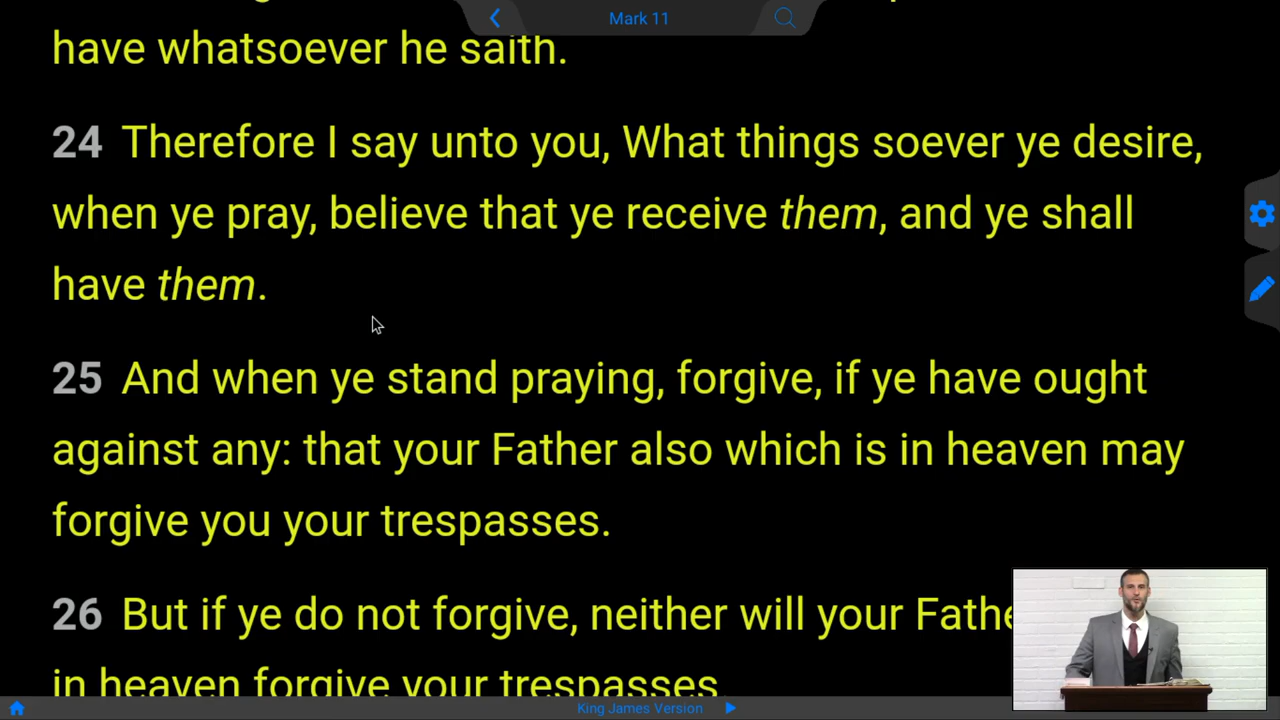 Mark 11
have whatsoever he saith.
24 Therefore I say unto you, What things soever ye desire,
when ye pray, believe that ye receive them, and ye shall
have them.
25 And when ye stand praying, forgive, if ye have ought
against any: that your Father also which is in heaven may
forgive you your trespasses.
26 But if ye do not forgive, neither will your Fathe
in heaven forgive your trespasses
King James Version